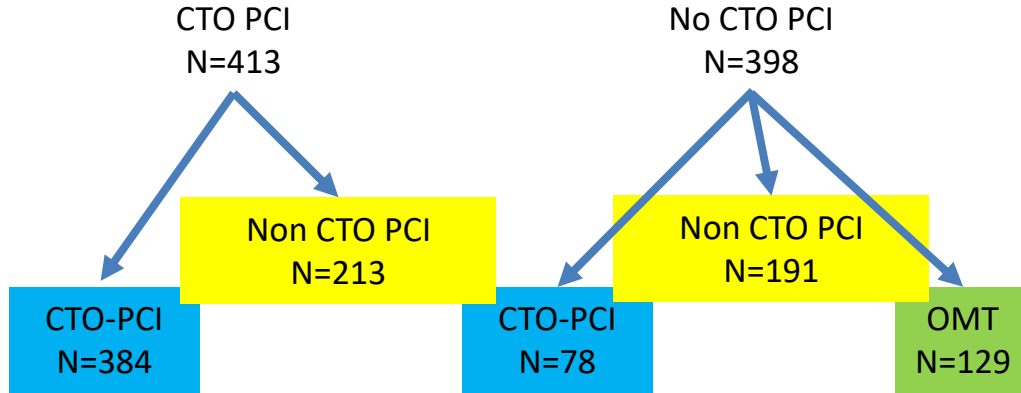 CTO PCI
N=413
No CTO PCI
N=398
Non CTO PCI
N=213
Non CTO PCI
N=191
CTO-PCI
N=384
CTO-PCI
N=78
OMT
N=129